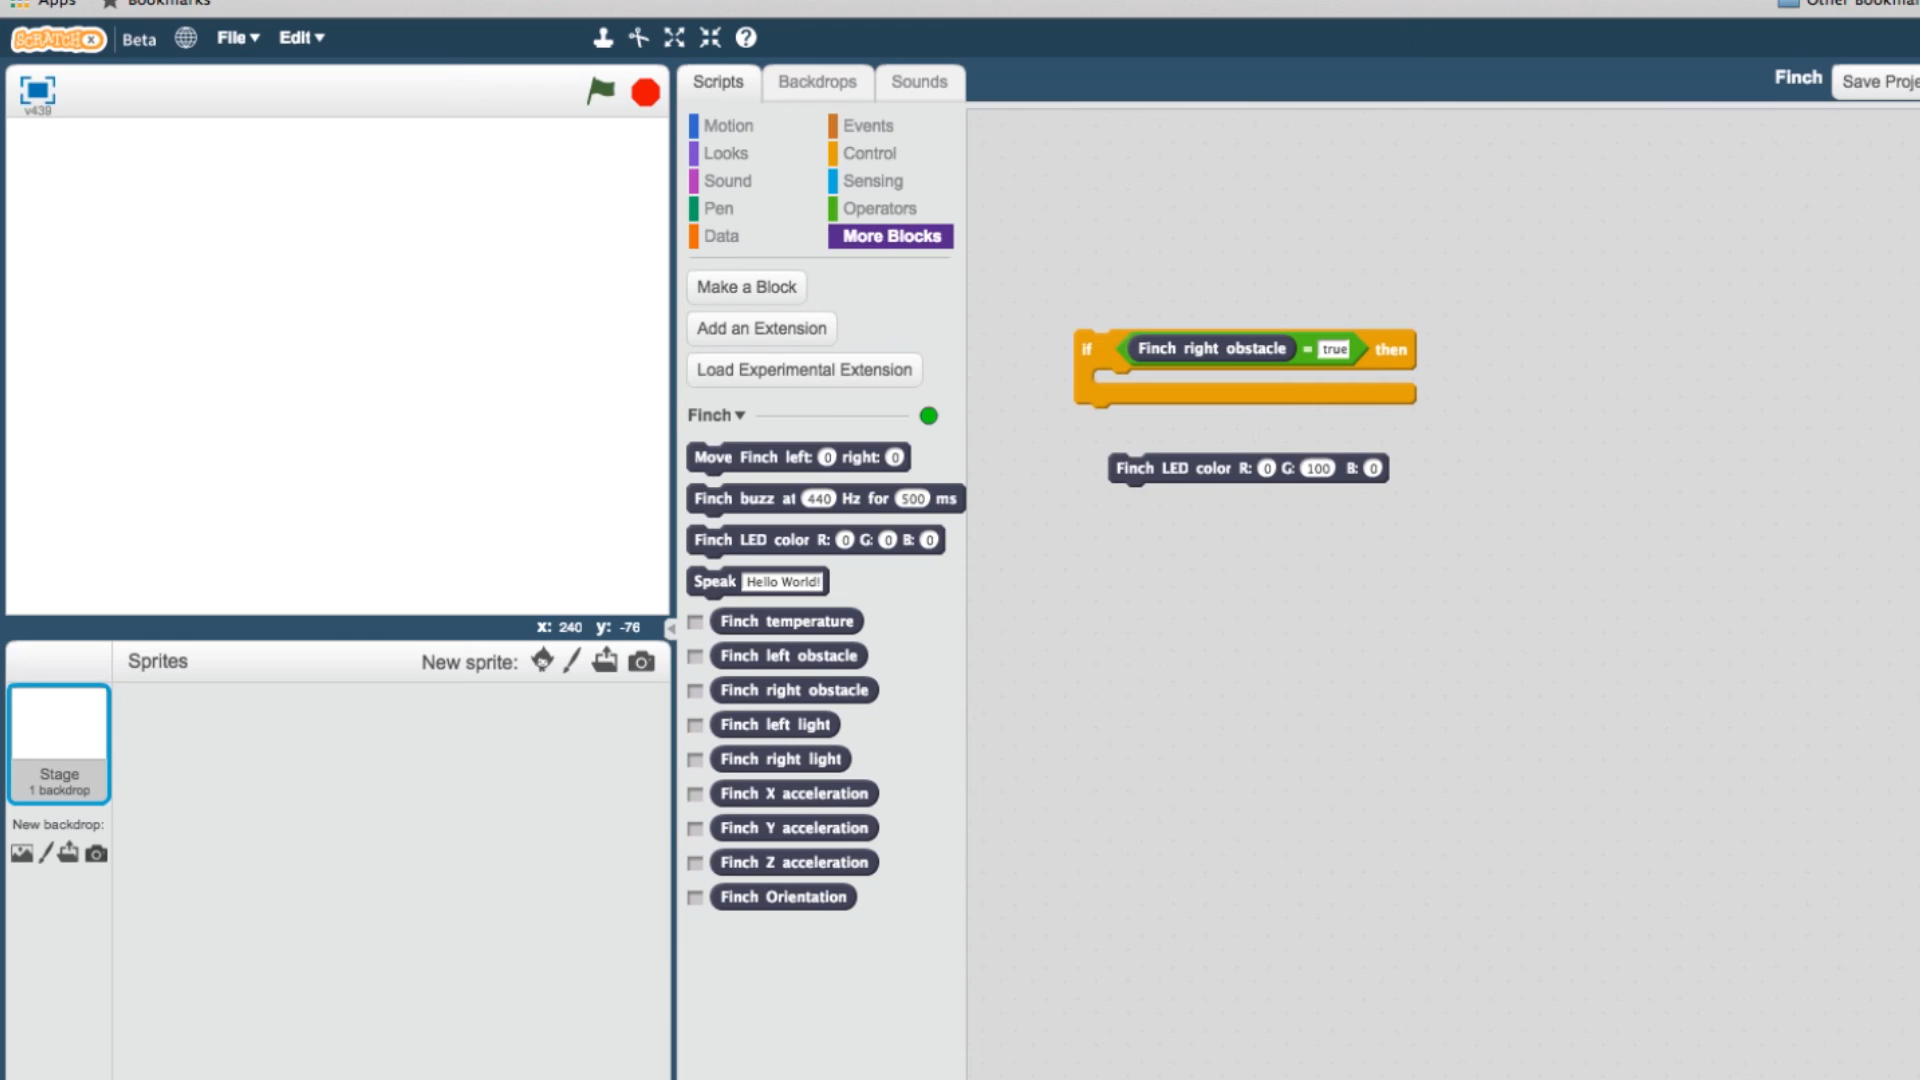 Apps Bookmarks
Other Bookmar
SCRATCH X Beta File Edit
v439
Scripts Backdrops Sounds
Finch Save Proje
Motion Events
Looks Control
Sound Sensing
Pen Operators
Data More Blocks
Make a Block
Add an Extension
Load Experimental Extension
Finch
Move Finch left: 0 right: 0
Finch buzz at 440 Hz for 500 ms
Finch LED color R: 0 G: 0 B: 0
Speak Hello World!
Finch temperature
Finch left obstacle
Finch right obstacle
Finch left light
Finch right light
Finch X acceleration
Finch Y acceleration
Finch Z acceleration
Finch Orientation
if Finch right obstacle = true then
Finch LED color R: 0 G: 100 B: 0
x: 240 y: -76
Sprites New sprite:
Stage
1 backdrop
New backdrop: